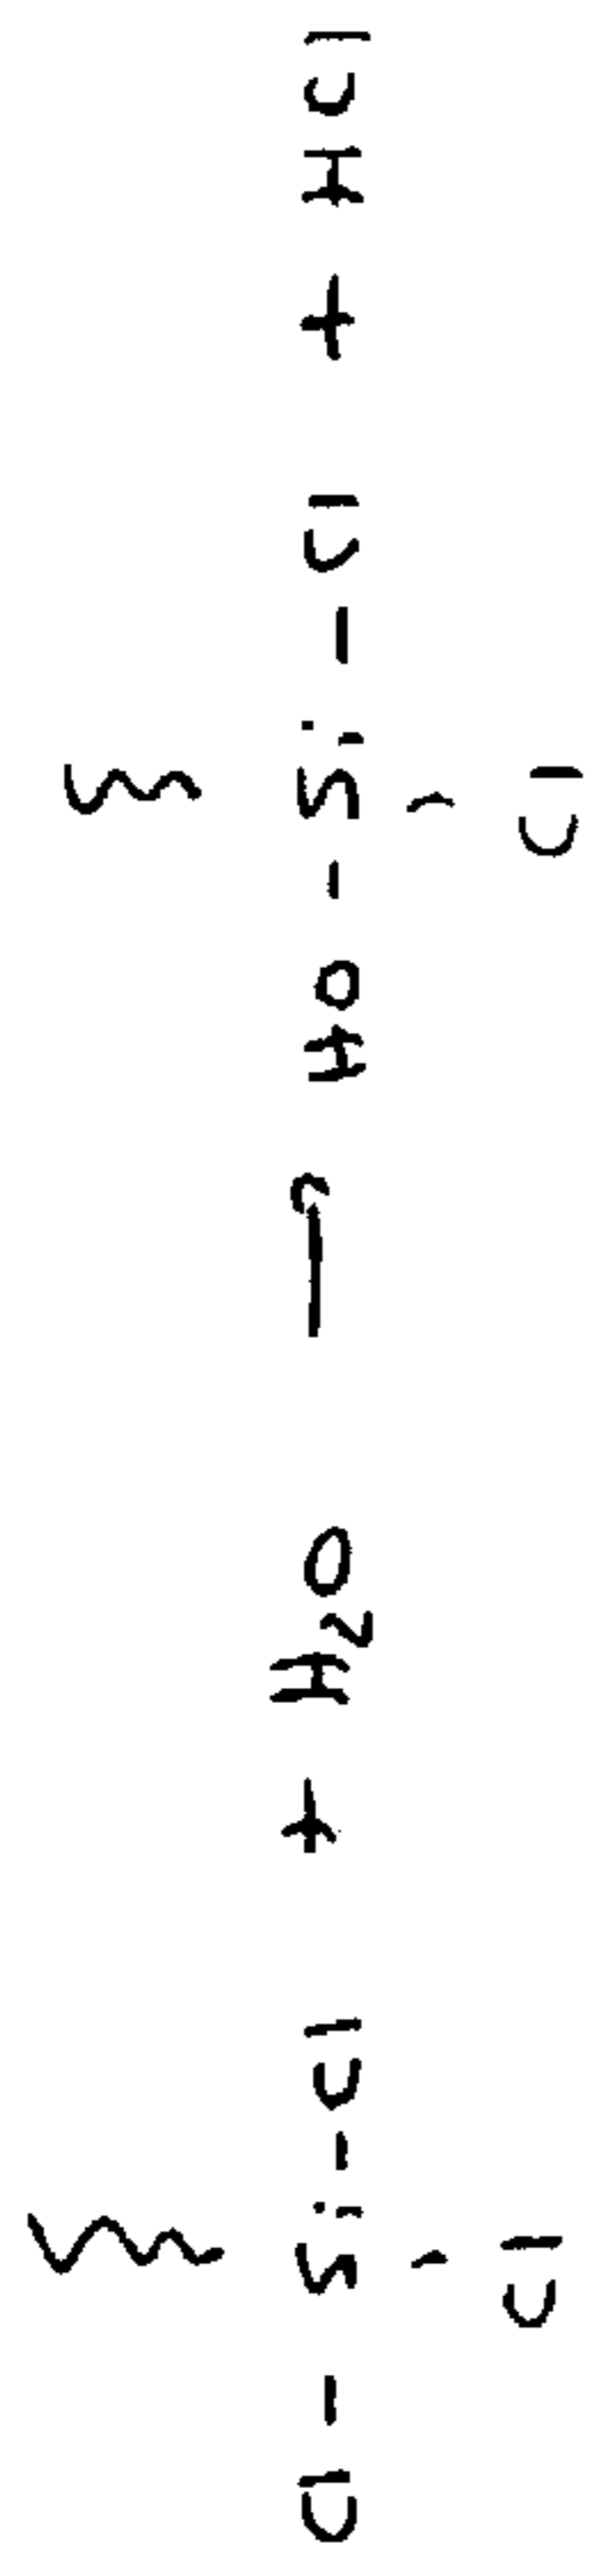 Cl - Si - Cl + H₂O → HO - Si - Cl + HCl
Cl Cl